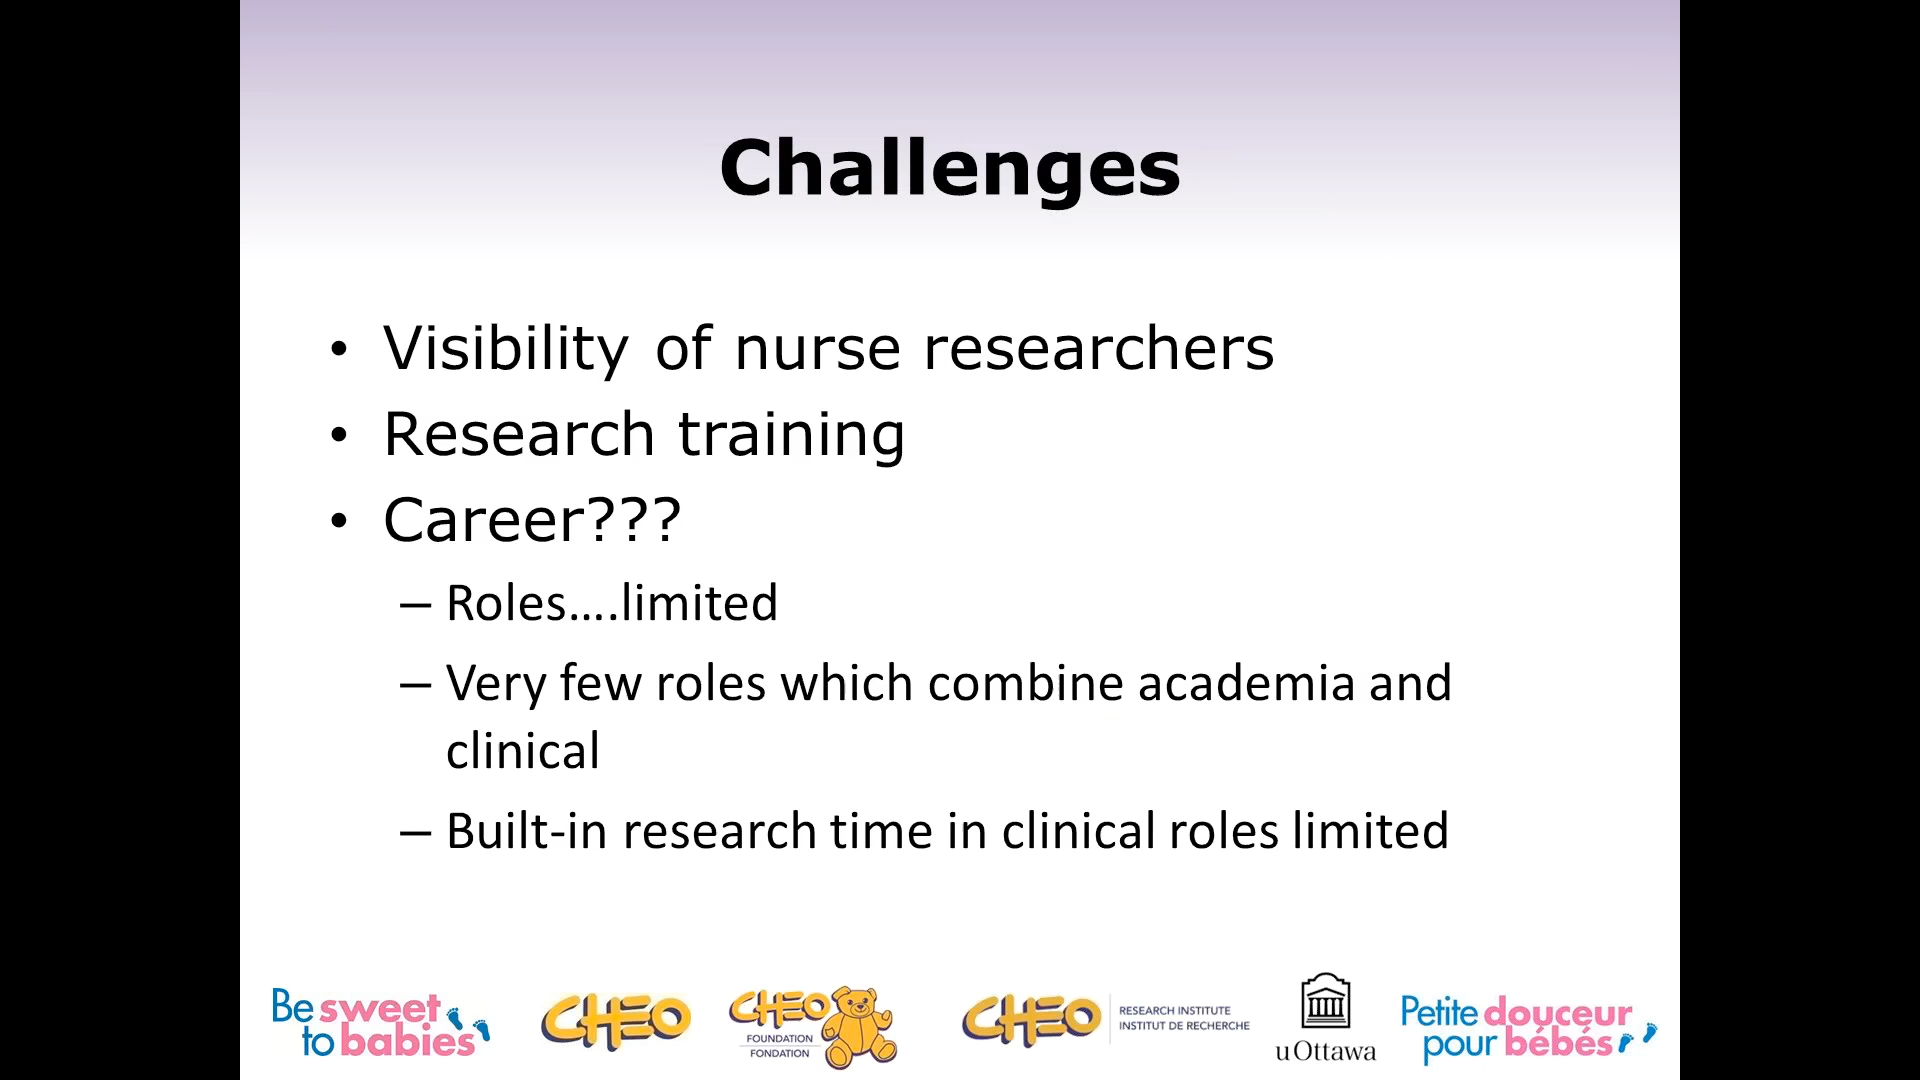 Challenges
• Visibility of nurse researchers
• Research training
• Career???
– Roles….limited
– Very few roles which combine academia and
clinical
– Built-in research time in clinical roles limited
Be sweet
to babies
CHEO
CHEO
FOUNDATION
FONDATION
CHEO
RESEARCH INSTITUTE
INSTITUT DE RECHERCHE
uOttawa
Petite douceur
pour bébés